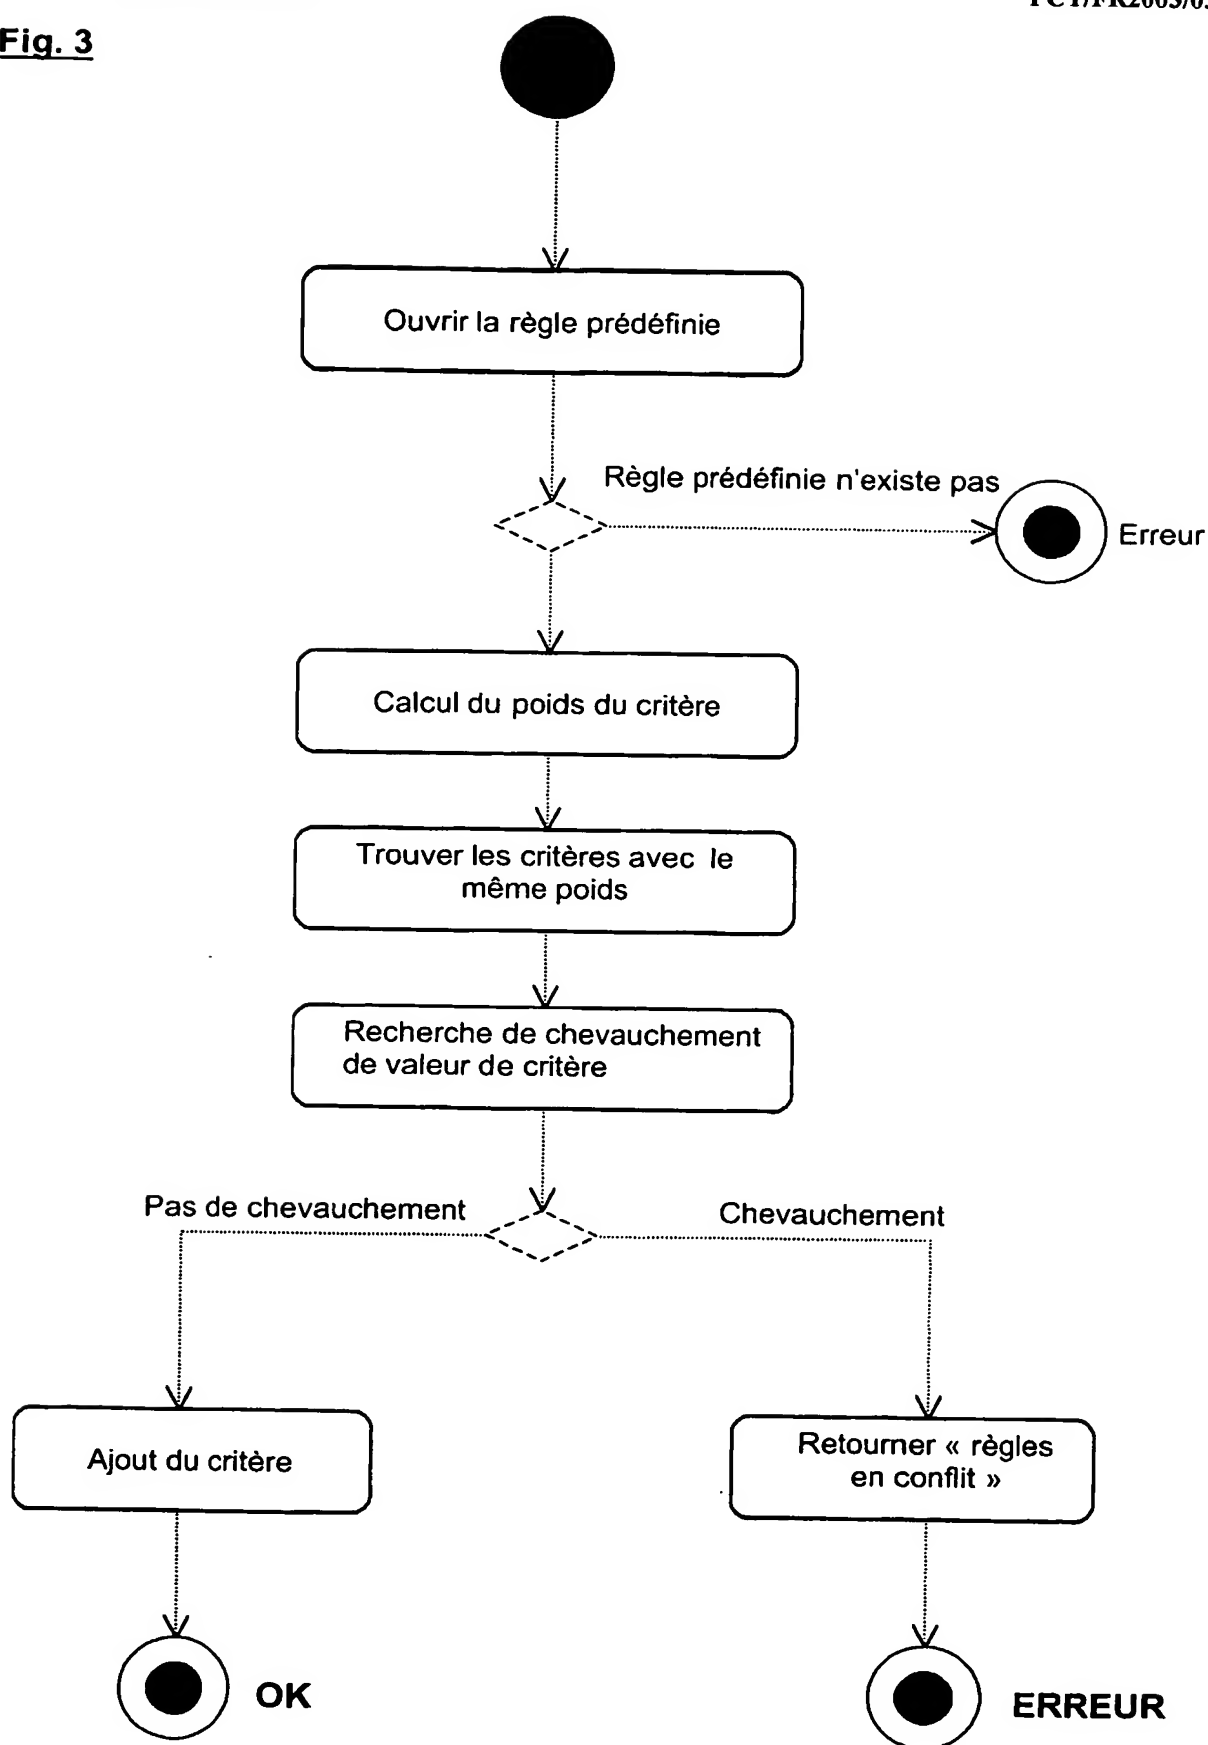 Fig. 3
Ouvrir la règle prédéfinie
Règle prédéfinie n'existe pas
Erreur
Calcul du poids du critère
Trouver les critères avec le
même poids
Recherche de chevauchement
de valeur de critère
Pas de chevauchement
Chevauchement
Ajout du critère
Retourner « règles
en conflit »
OK
ERREUR